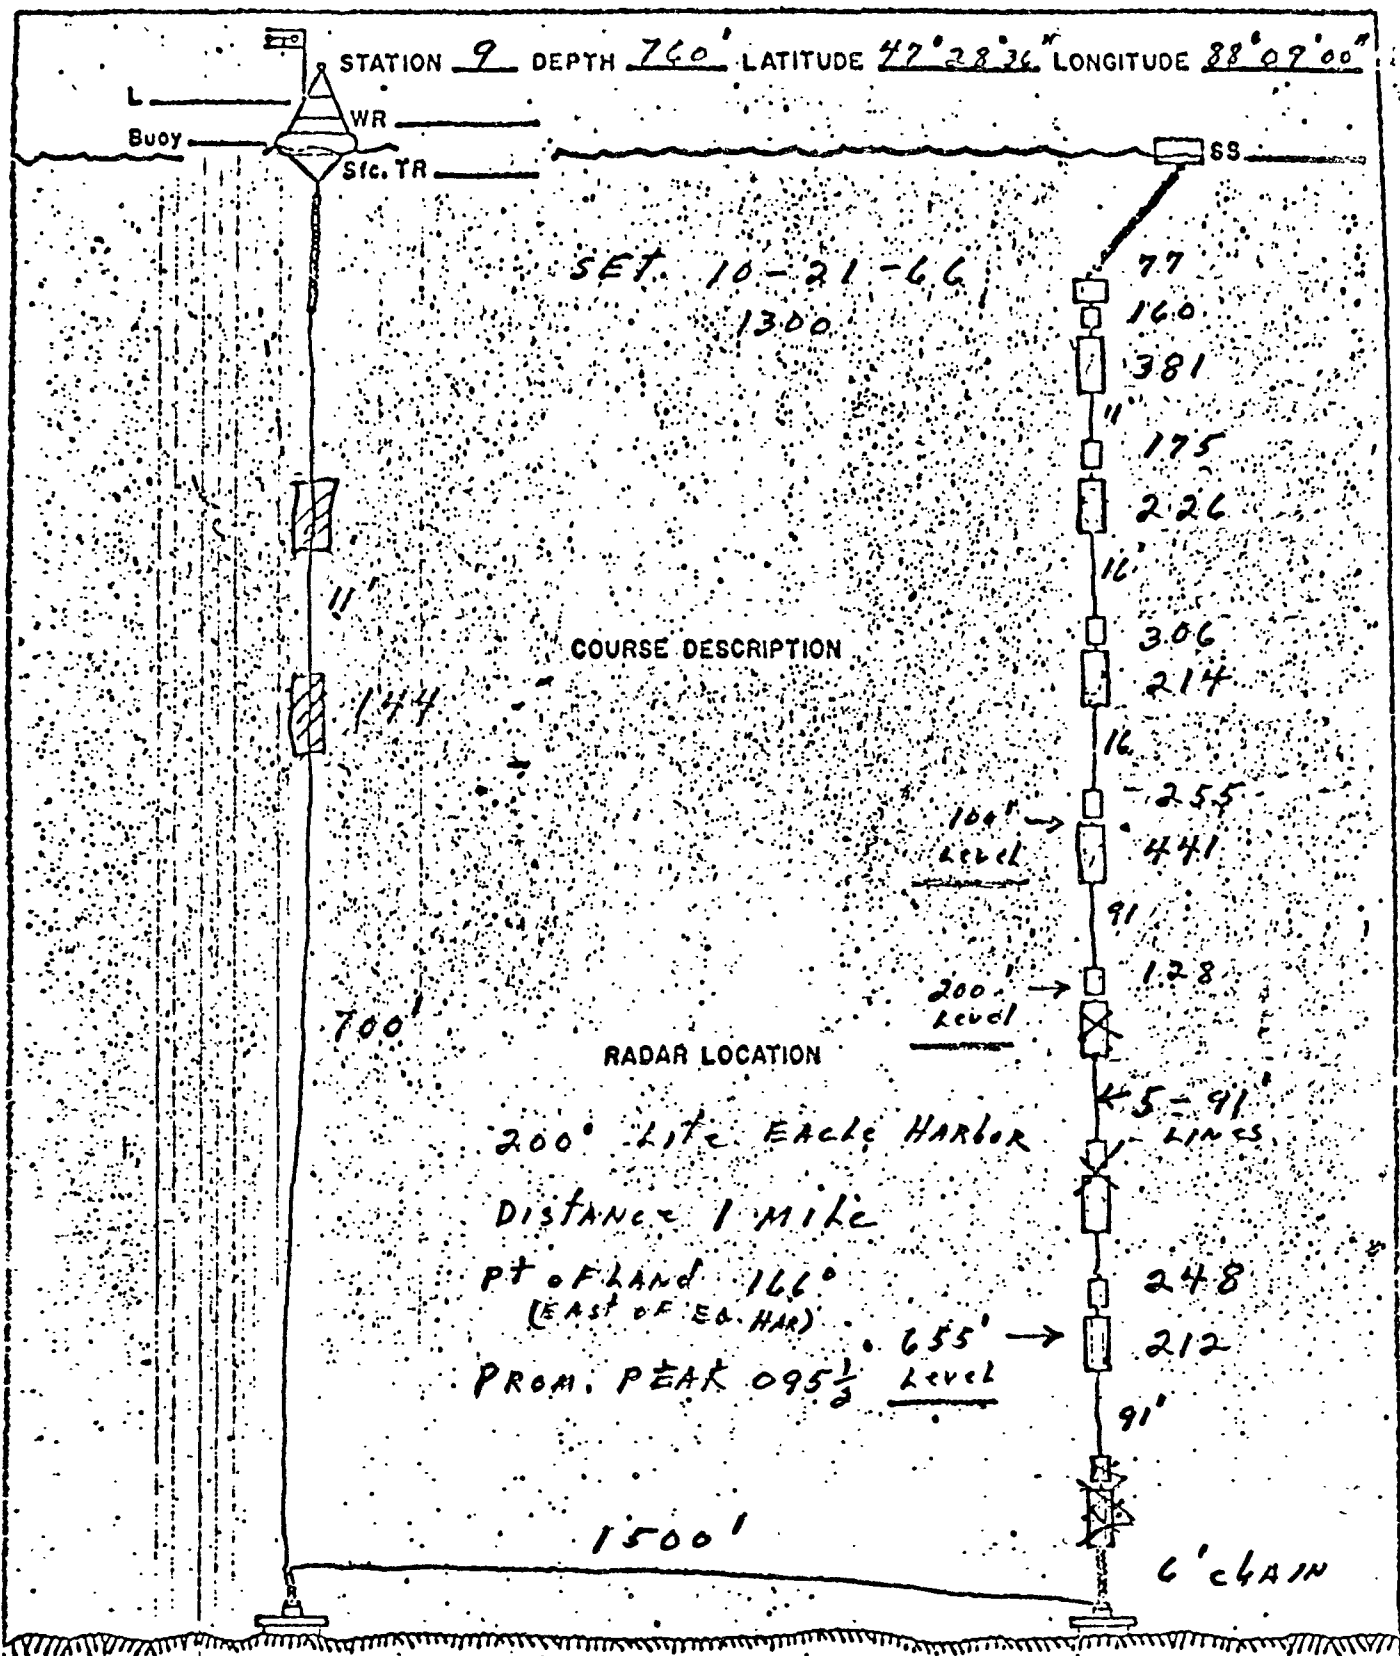 STATION 9 DEPTH 760' LATITUDE 47°28'36" LONGITUDE 88°09'00"
L
WR
Buoy
SS
Sfc. TR
SET. 10-21-66
1300
77
160
381
11'
175
226
16'
11'
306
COURSE DESCRIPTION
214
144
16
255
100' →
Level
441
91
128
200' →
Level
700'
RADAR LOCATION
5-91'
LINES
200° Lite EAGLE HARBOR
DISTANCE 1 MILE
Pt OF LAND 166°
(EAST OF EG. HAR)
248
655' →
Level
212
PROM. PEAK 095½
91'
1500'
6' CHAIN